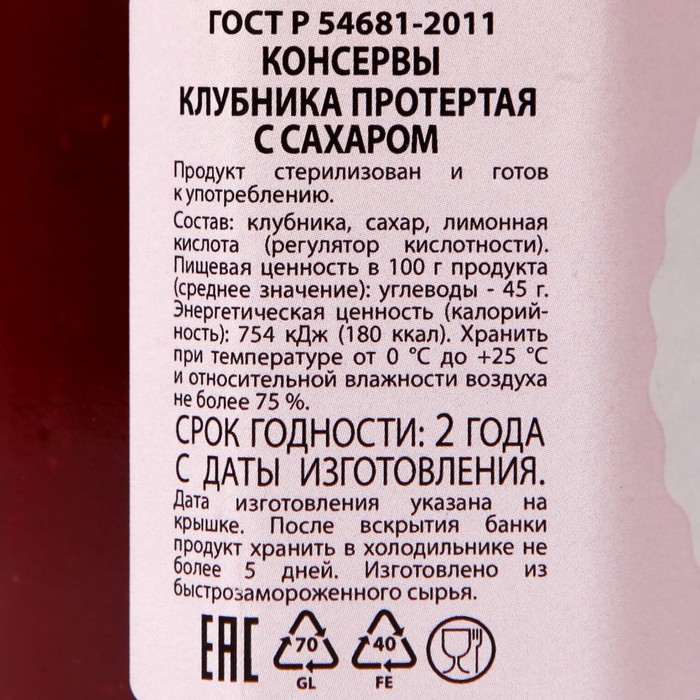 ГОСТ Р 54681-2011
КОНСЕРВЫ
КЛУБНИКА ПРОТЕРТАЯ
С САХАРОМ
Продукт стерилизован и готов
к употреблению.
Состав: клубника, сахар, лимонная
кислота (регулятор кислотности).
Пищевая ценность в 100 г продукта
(среднее значение): углеводы - 45 г.
Энергетическая ценность (калорий-
ность): 754 кДж (180 ккал). Хранить
при температуре от 0 °С до +25 °С
и относительной влажности воздуха
не более 75 %.
СРОК ГОДНОСТИ: 2 ГОДА
С ДАТЫ ИЗГОТОВЛЕНИЯ.
Дата изготовления указана на
крышке. После вскрытия банки
продукт хранить в холодильнике не
более 5 дней. Изготовлено из
быстрозамороженного сырья.
EAC 70 40
GL FE